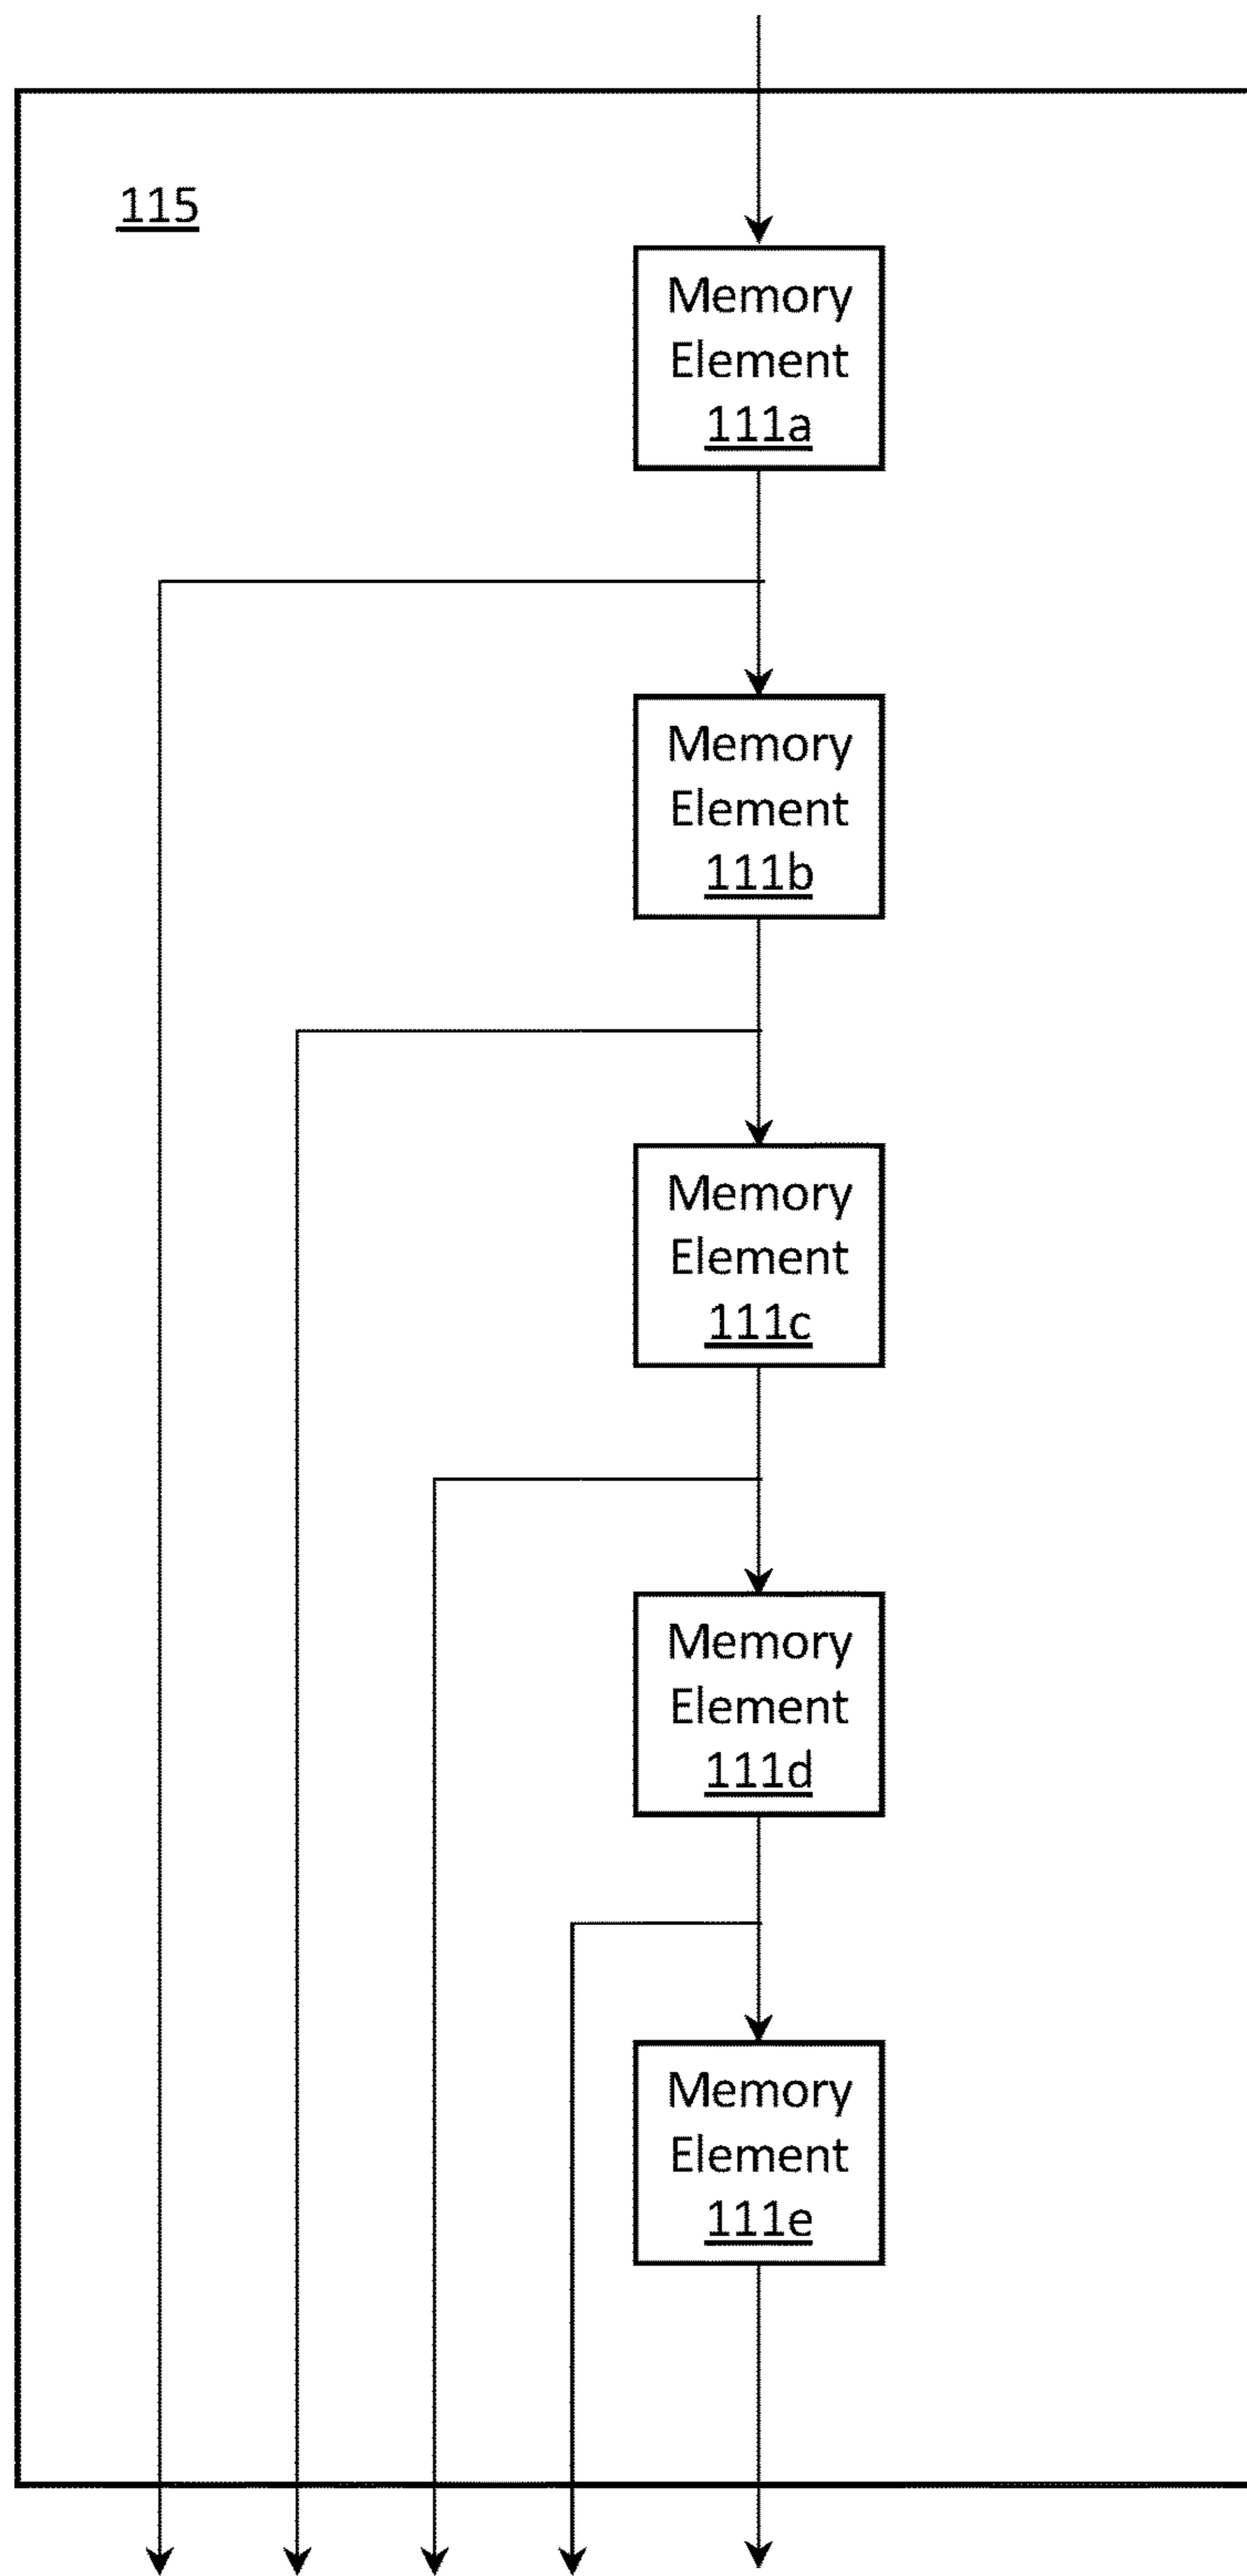 115
Memory
Element
111a
Memory
Element
111b
Memory
Element
111c
Memory
Element
111d
Memory
Element
111e